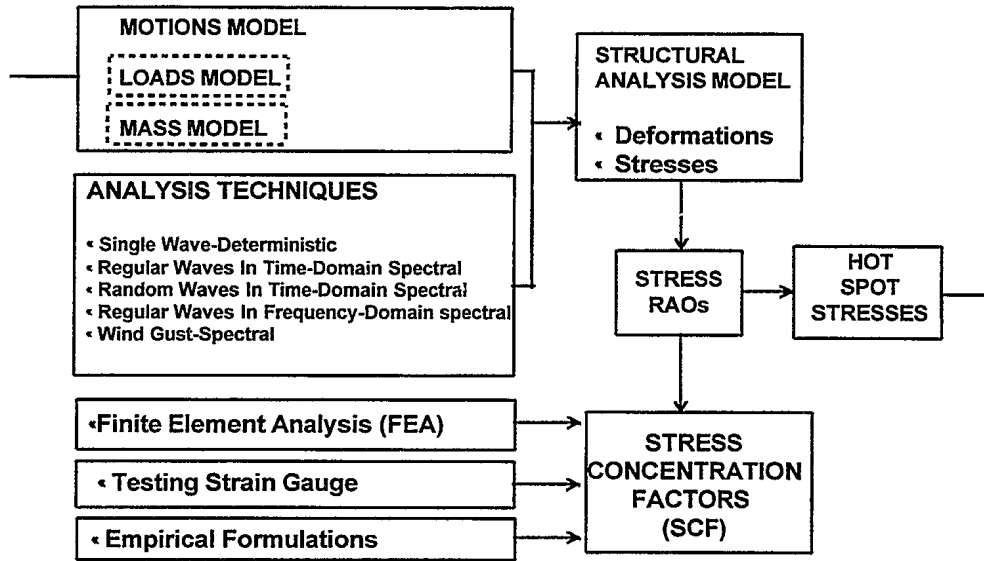 MOTIONS MODEL
LOADS MODEL
MASS MODEL
ANALYSIS TECHNIQUES
« Single Wave-Deterministic
« Regular Waves In Time-Domain Spectral
« Random Waves In Time-Domain Spectral
« Regular Waves In Frequency-Domain spectral
« Wind Gust-Spectral
STRUCTURAL
ANALYSIS MODEL
« Deformations
« Stresses
STRESS
RAOs
HOT
SPOT
STRESSES
«Finite Element Analysis (FEA)
« Testing Strain Gauge
« Empirical Formulations
STRESS
CONCENTRATION
FACTORS
(SCF)